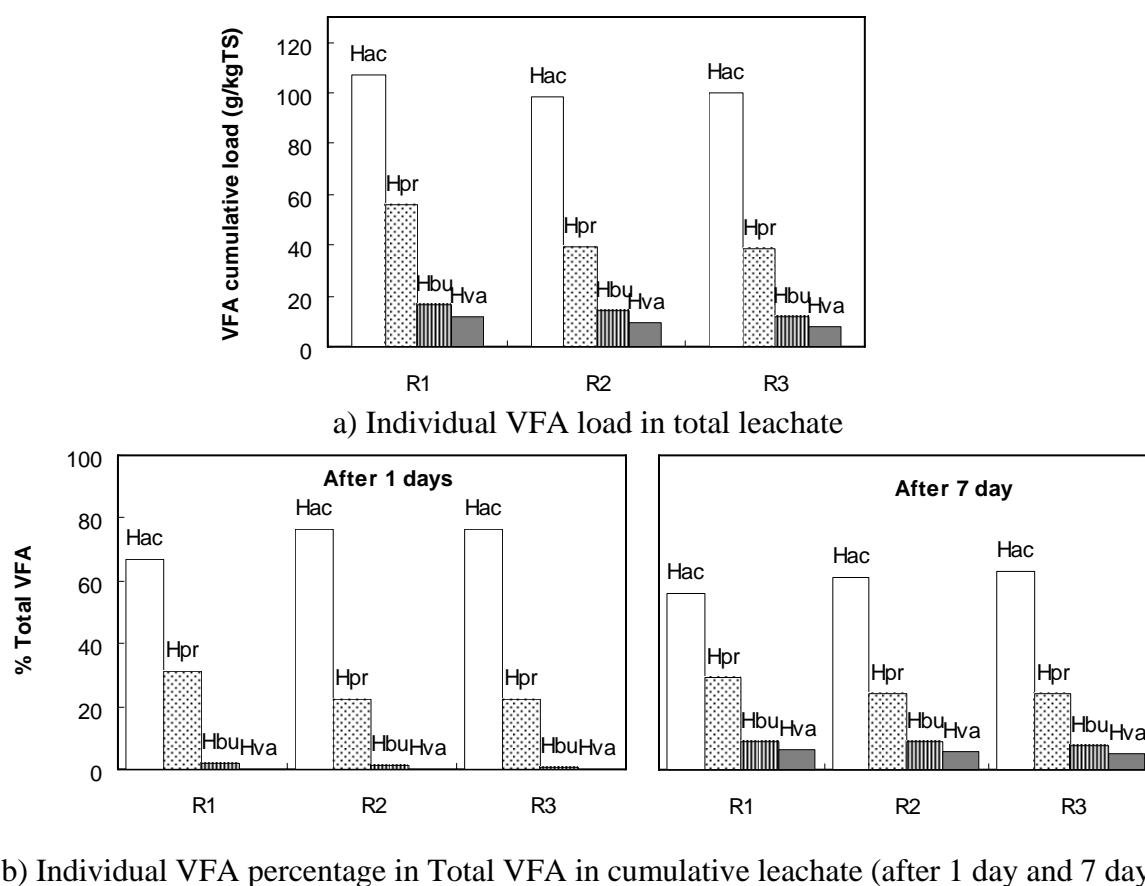 VFA cumulative load (g/kgTS)
120
100
80
60
40
20
0
Hac
Hpr
Hbu
Hva
Hac
Hpr
Hbu
Hva
Hac
Hpr
Hbu
Hva
R1
R2
R3
a) Individual VFA load in total leachate
% Total VFA
100
80
60
40
20
0
After 1 days
Hac
Hpr
Hbu
Hva
Hac
Hpr
Hbu
Hva
Hac
Hpr
Hbu
Hva
R1
R2
R3
After 7 day
Hac
Hpr
Hbu
Hva
Hac
Hpr
Hbu
Hva
Hac
Hpr
Hbu
Hva
R1
R2
R3
b) Individual VFA percentage in Total VFA in cumulative leachate (after 1 day and 7 day